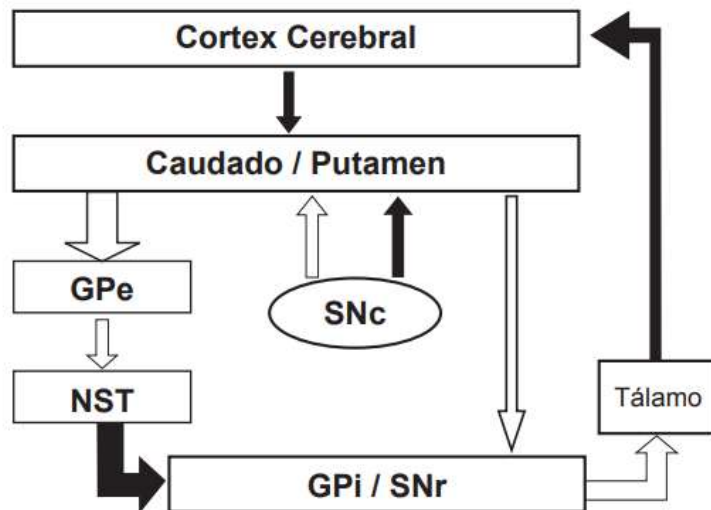 Cortex Cerebral
Caudado / Putamen
GPe
SNc
NST
Tálamo
GPi / SNr